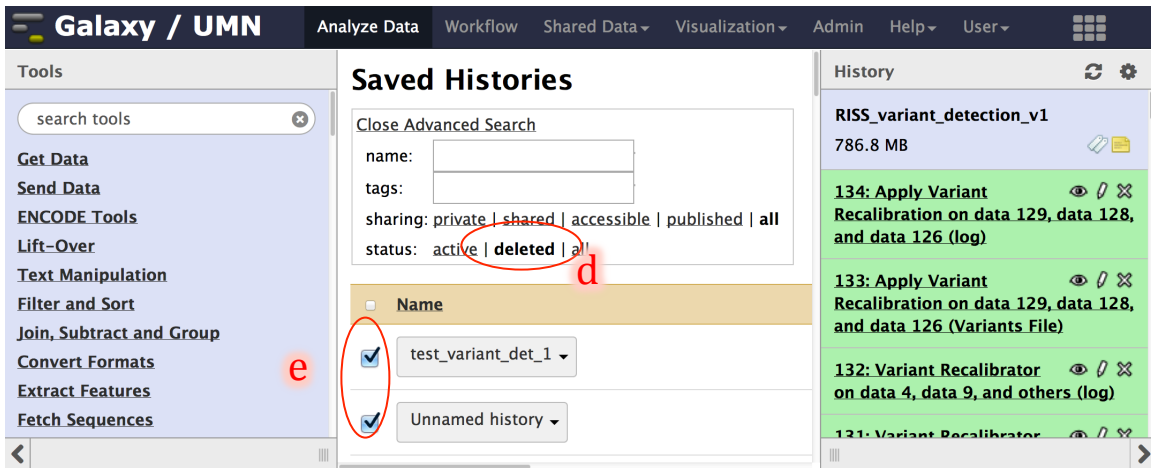 Galaxy / UMN
Analyze Data Workflow Shared Data Visualization Admin Help User
Tools
search tools
Get Data
Send Data
ENCODE Tools
Lift-Over
Text Manipulation
Filter and Sort
Join, Subtract and Group
Convert Formats
Extract Features
Fetch Sequences
e
Saved Histories
Close Advanced Search
name:
tags:
sharing: private | shared | accessible | published | all
status: active | deleted | all
d
Name
test_variant_det_1
Unnamed history
History
RISS_variant_detection_v1
786.8 MB
134: Apply Variant
Recalibration on data 129, data 128,
and data 126 (log)
133: Apply Variant
Recalibration on data 129, data 128,
and data 126 (Variants File)
132: Variant Recalibrator
on data 4, data 9, and others (log)
131: Variant Recalibrator